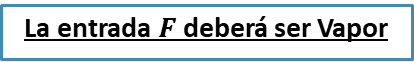 La entrada F deberá ser Vapor